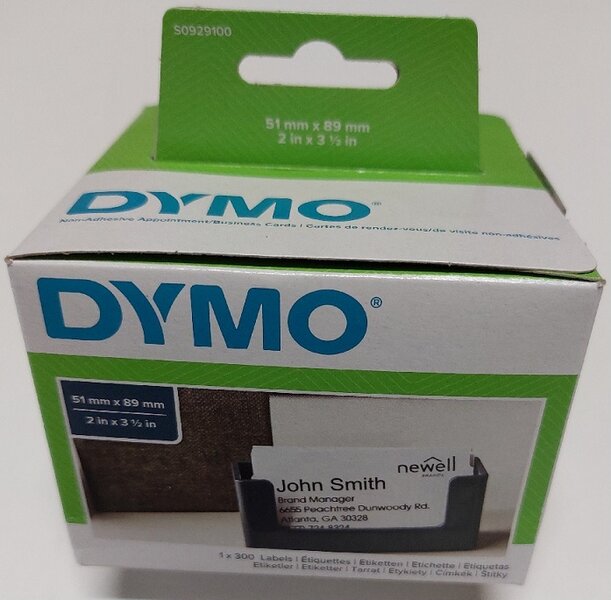 S0929100
51 mm x 89 mm
2 in x 3 ½ in
DYMO®
Non-Adhesive Appointment/Business Cards | Cartes de rendez-vous/de visite non-adhésives
DYMO®
51 mm x 89 mm
2 in x 3 ½ in
newell
BRANDS
John Smith
Brand Manager
6655 Peachtree Dunwoody Rd.
Atlanta, GA 30328
1 x 300 Labels | Étiquettes | Etiketten | Etichette | Etiquetas
Etiketler | Etiketter | Tarrat | Etykiety | Címkék | Štítky